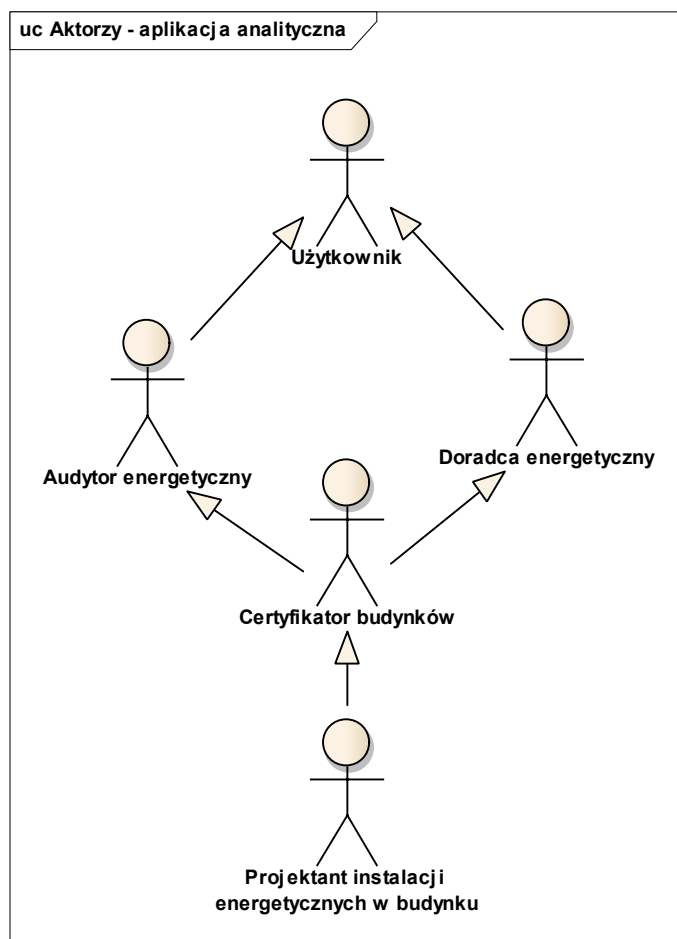 uc Aktorzy - aplikacja analityczna
Użytkownik
Audytor energetyczny
Doradca energetyczny
Certyfikator budynków
Projektant instalacji
energetycznych w budynku